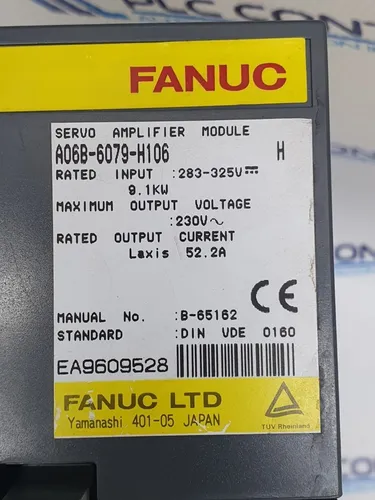 FANUC
SERVO AMPLIFIER MODULE
A06B-6079-H106 H
RATED INPUT :283-325V⎓
9.1KW
MAXIMUM OUTPUT VOLTAGE
:230V~
RATED OUTPUT CURRENT
Laxis 52.2A
MANUAL No. :B-65162
STANDARD :DIN VDE 0160
CE
EA9609528
FANUC LTD
Yamanashi 401-05 JAPAN
TÜV Rheinland